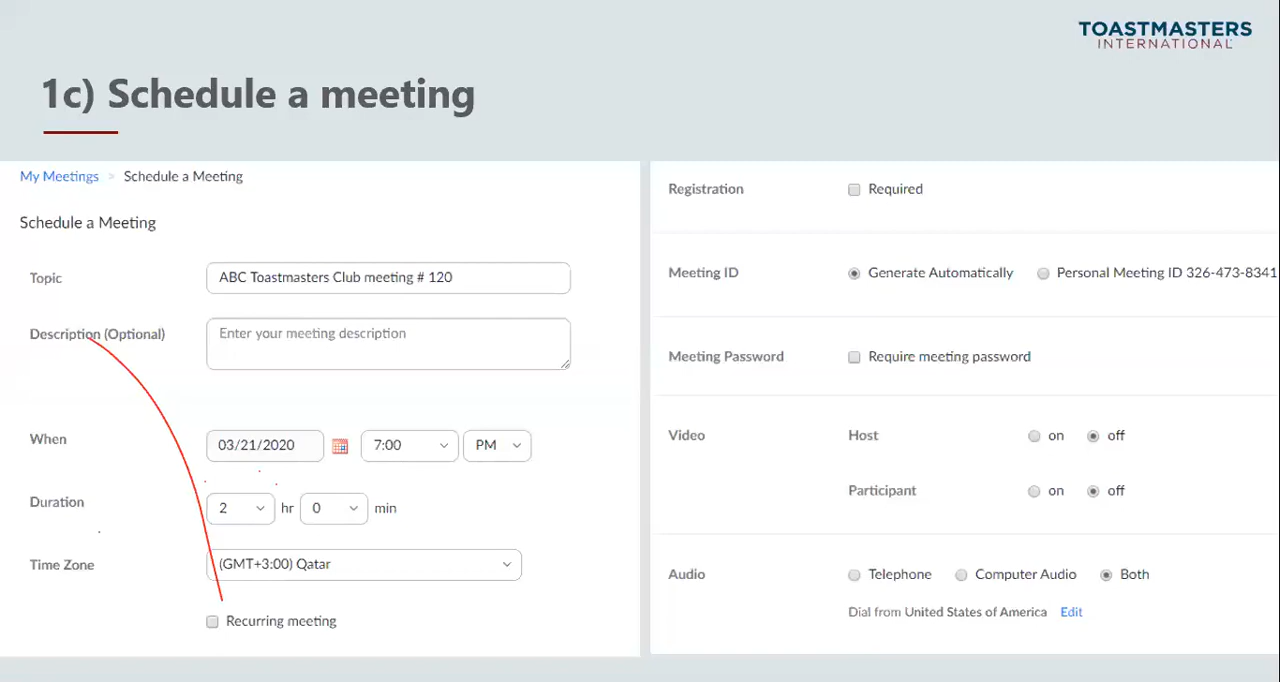 TOASTMASTERS
INTERNATIONAL
1c) Schedule a meeting
My Meetings > Schedule a Meeting
Schedule a Meeting
Topic ABC Toastmasters Club meeting # 120
Description (Optional) Enter your meeting description
When 03/21/2020 7:00 PM
Duration 2 hr 0 min
Time Zone (GMT+3:00) Qatar
Recurring meeting
Registration Required
Meeting ID Generate Automatically Personal Meeting ID 326-473-8341
Meeting Password Require meeting password
Video Host on off
Participant on off
Audio Telephone Computer Audio Both
Dial from United States of America Edit